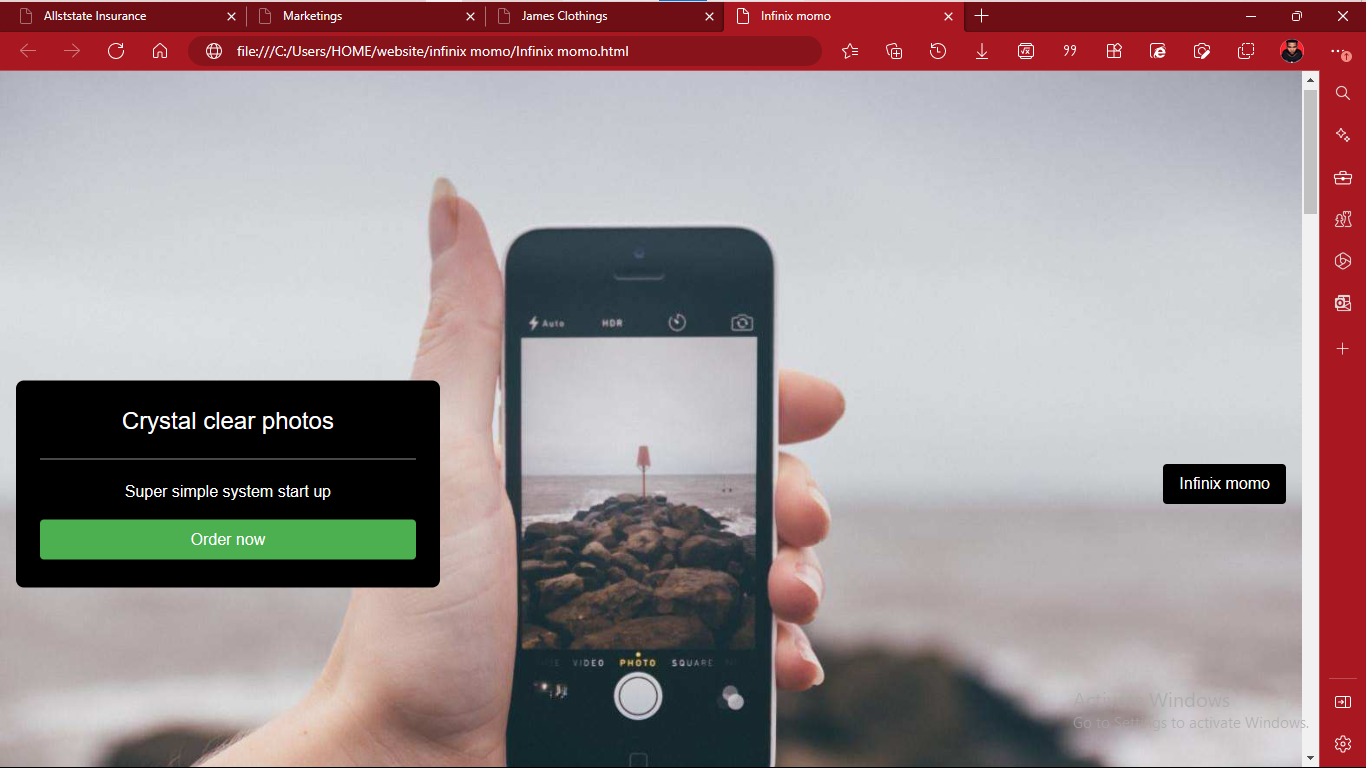 Allstate Insurance
Marketings
James Clothings
Infinix momo
file:///C:/Users/HOME/website/infinix momo/Infinix momo.html
Auto
HDR
Crystal clear photos
Super simple system start up
Order now
Infinix momo
VIDEO
PHOTO
SQUARE
Activate Windows
Go to Settings to activate Windows.